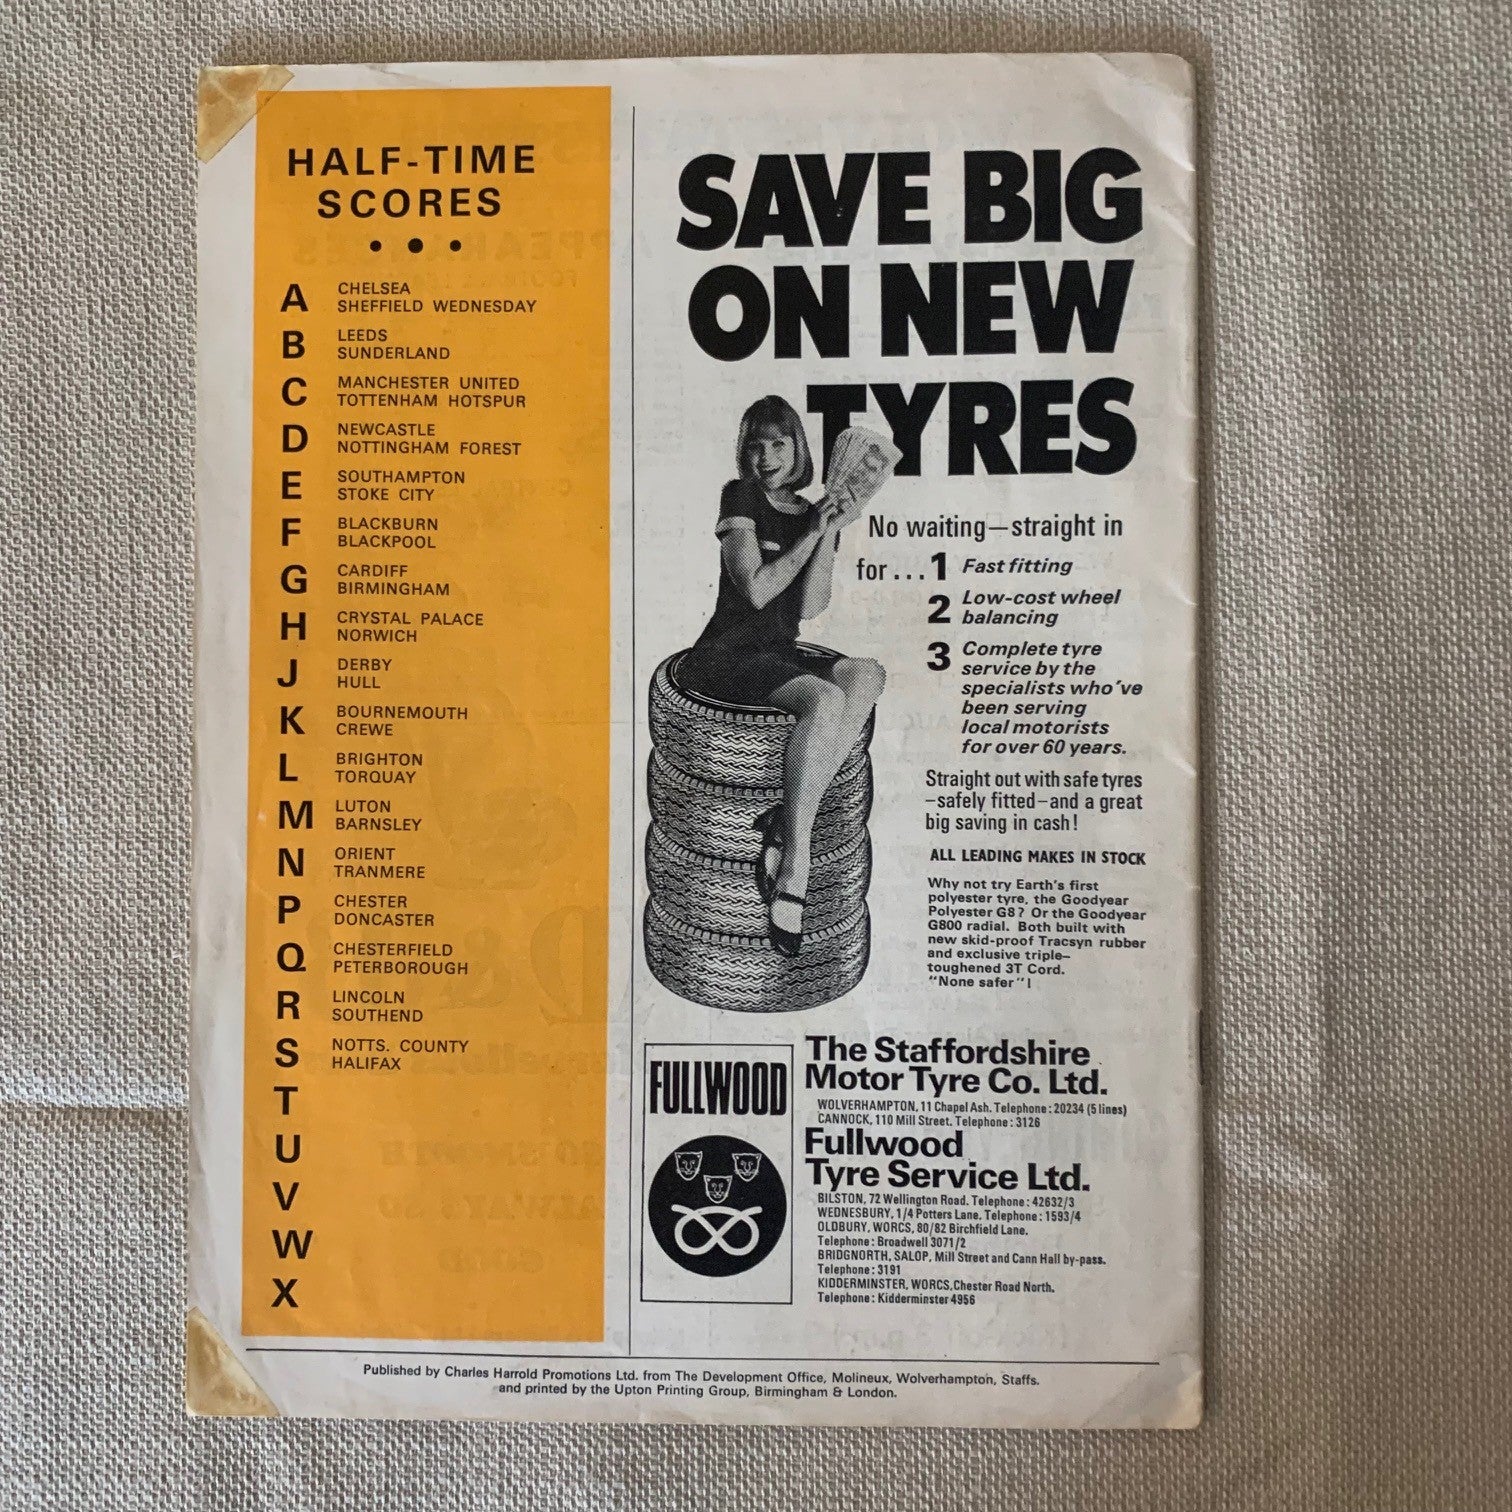 HALF-TIME
SCORES
A CHELSEA
SHEFFIELD WEDNESDAY
B LEEDS
SUNDERLAND
C MANCHESTER UNITED
TOTTENHAM HOTSPUR
D NEWCASTLE
NOTTINGHAM FOREST
E SOUTHAMPTON
STOKE CITY
F BLACKBURN
BLACKPOOL
G CARDIFF
BIRMINGHAM
H CRYSTAL PALACE
NORWICH
J DERBY
HULL
K BOURNEMOUTH
CREWE
L BRIGHTON
TORQUAY
M LUTON
BARNSLEY
N ORIENT
TRANMERE
P CHESTER
DONCASTER
Q CHESTERFIELD
PETERBOROUGH
R LINCOLN
SOUTHEND
S NOTTS. COUNTY
HALIFAX
T
U
V
W
X
SAVE BIG
ON NEW
TYRES
No waiting—straight in
for...1 Fast fitting
2 Low-cost wheel
balancing
3 Complete tyre
service by the
specialists who've
been serving
local motorists
for over 60 years.
Straight out with safe tyres
–safely fitted–and a great
big saving in cash!
ALL LEADING MAKES IN STOCK
Why not try Earth's first
polyester tyre, the Goodyear
Polyester G8? Or the Goodyear
G800 radial. Both built with
new skid-proof Tracsyn rubber
and exclusive triple–
toughened 3T Cord.
"None safer"!
FULLWOOD
The Staffordshire
Motor Tyre Co. Ltd.
WOLVERHAMPTON, 11 Chapel Ash. Telephone: 20234 (5 lines)
CANNOCK, 110 Mill Street. Telephone: 3126
Fullwood
Tyre Service Ltd.
BILSTON, 72 Wellington Road. Telephone: 42632/3
WEDNESBURY, 1/4 Potters Lane. Telephone: 1593/4
OLDBURY, WORCS, 80/82 Birchfield Lane.
Telephone: Broadwell 3071/2
BRIDGNORTH, SALOP, Mill Street and Cann Hall by-pass.
Telephone: 3191
KIDDERMINSTER, WORCS, Chester Road North.
Telephone: Kidderminster 4956
Published by Charles Harrold Promotions Ltd. from The Development Office, Molineux, Wolverhampton, Staffs.
and printed by the Upton Printing Group, Birmingham & London.